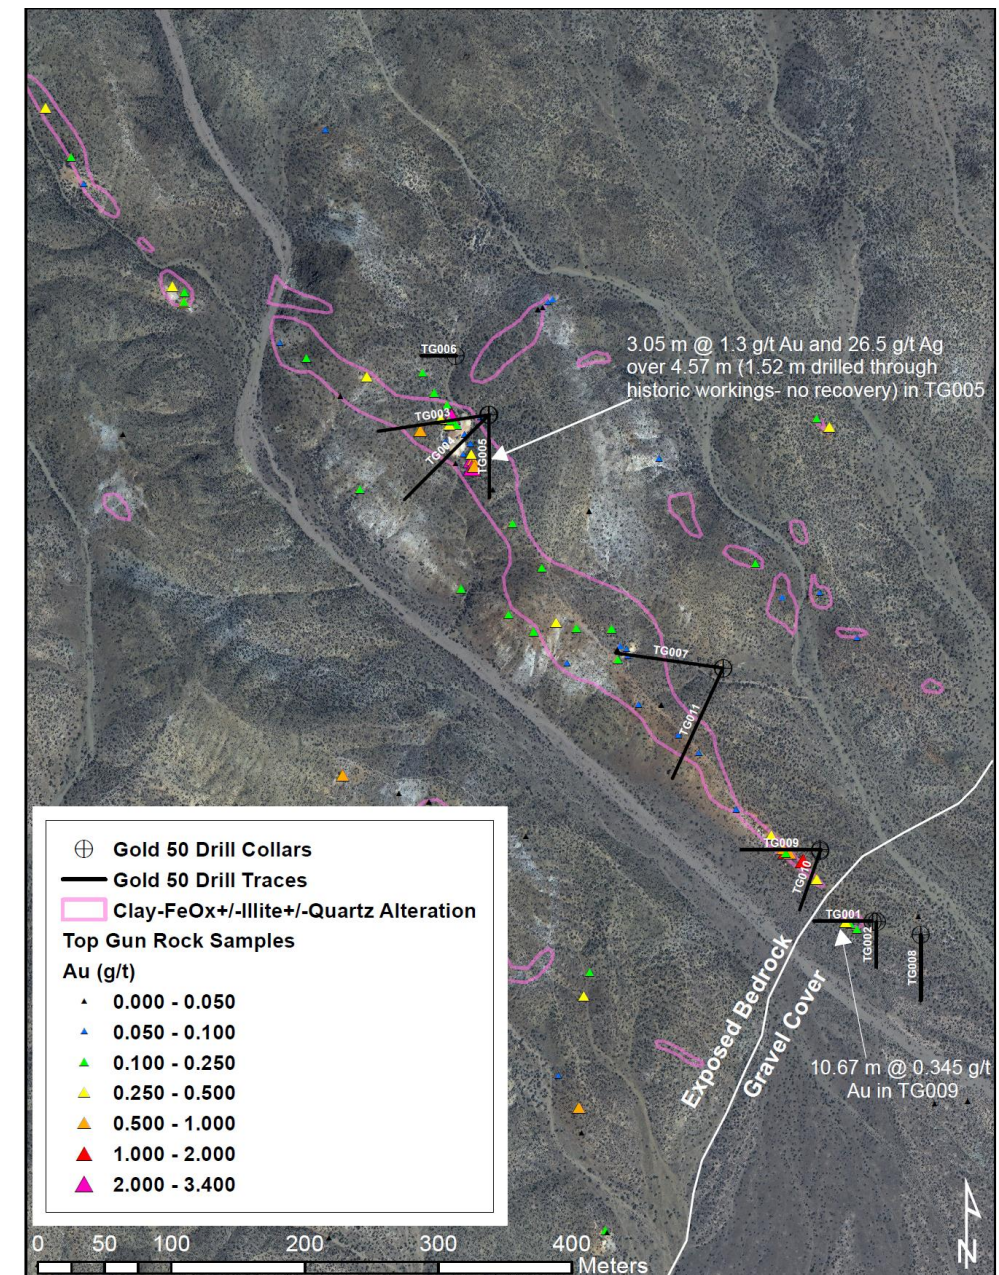 3.05 m @ 1.3 g/t Au and 26.5 g/t Ag
over 4.57 m (1.52 m drilled through
historic workings- no recovery) in TG005
TG006
TG003
TG004
TG005
TG007
TG011
TG009
TG010
TG001
TG002
TG008
Exposed Bedrock
Gravel Cover
10.67 m @ 0.345 g/t
Au in TG009
Gold 50 Drill Collars
Gold 50 Drill Traces
Clay-FeOx+/-Illite+/-Quartz Alteration
Top Gun Rock Samples
Au (g/t)
0.000 - 0.050
0.050 - 0.100
0.100 - 0.250
0.250 - 0.500
0.500 - 1.000
1.000 - 2.000
2.000 - 3.400
0 50 100 200 300 400
Meters
N